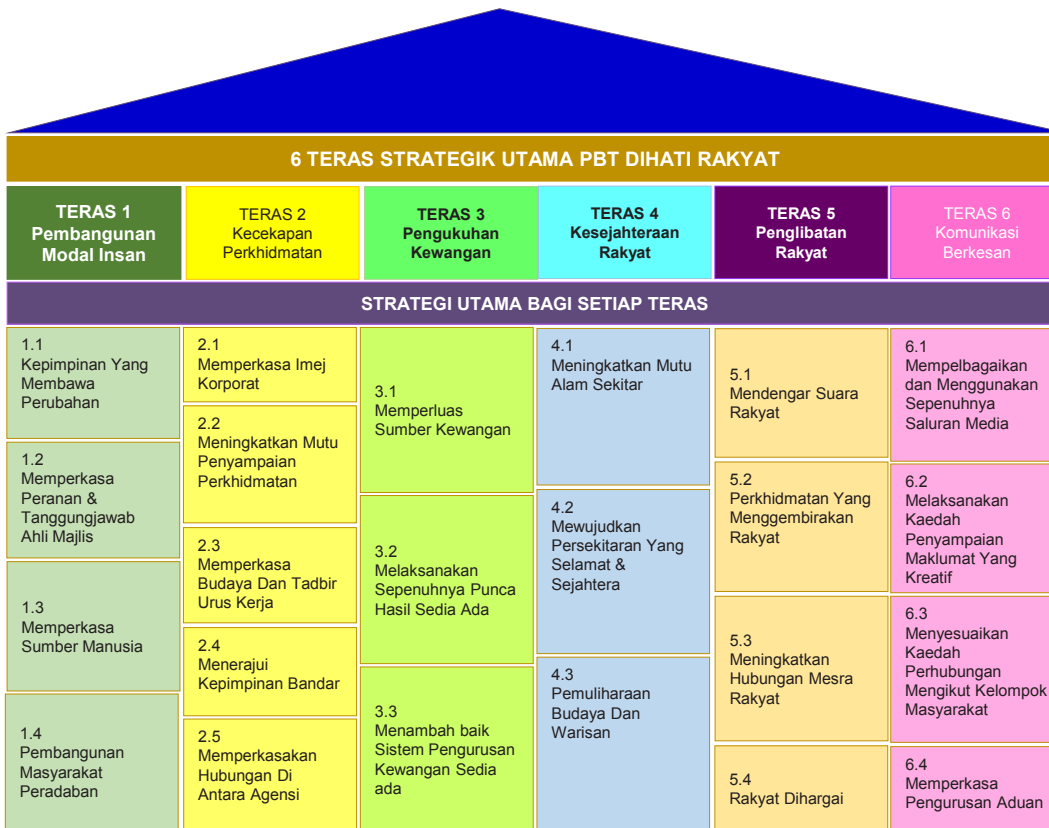 6 TERAS STRATEGIK UTAMA PBT DIHATI RAKYAT
TERAS 1
Pembangunan
Modal Insan
TERAS 2
Kecekapan
Perkhidmatan
TERAS 3
Pengukuhan
Kewangan
TERAS 4
Kesejahteraan
Rakyat
TERAS 5
Penglibatan
Rakyat
TERAS 6
Komunikasi
Berkesan
STRATEGI UTAMA BAGI SETIAP TERAS
1.1
Kepimpinan Yang
Membawa
Perubahan
1.2
Memperkasa
Peranan &
Tanggungjawab
Ahli Majlis
1.3
Memperkasa
Sumber Manusia
1.4
Pembangunan
Masyarakat
Peradaban
2.1
Memperkasa Imej
Korporat
2.2
Meningkatkan Mutu
Penyampaian
Perkhidmatan
2.3
Memperkasa
Budaya Dan Tadbir
Urus Kerja
2.4
Menerajui
Kepimpinan Bandar
2.5
Memperkasakan
Hubungan Di
Antara Agensi
3.1
Memperluas
Sumber Kewangan
3.2
Melaksanakan
Sepenuhnya Punca
Hasil Sedia Ada
3.3
Menambah baik
Sistem Pengurusan
Kewangan Sedia
ada
4.1
Meningkatkan Mutu
Alam Sekitar
4.2
Mewujudkan
Persekitaran Yang
Selamat &
Sejahtera
4.3
Pemuliharaan
Budaya Dan
Warisan
5.1
Mendengar Suara
Rakyat
5.2
Perkhidmatan Yang
Menggembirakan
Rakyat
5.3
Meningkatkan
Hubungan Mesra
Rakyat
5.4
Rakyat Dihargai
6.1
Mempelbagaikan
dan Menggunakan
Sepenuhnya
Saluran Media
6.2
Melaksanakan
Kaedah
Penyampaian
Maklumat Yang
Kreatif
6.3
Menyesuaikan
Kaedah
Perhubungan
Mengikut Kelompok
Masyarakat
6.4
Memperkasa
Pengurusan Aduan